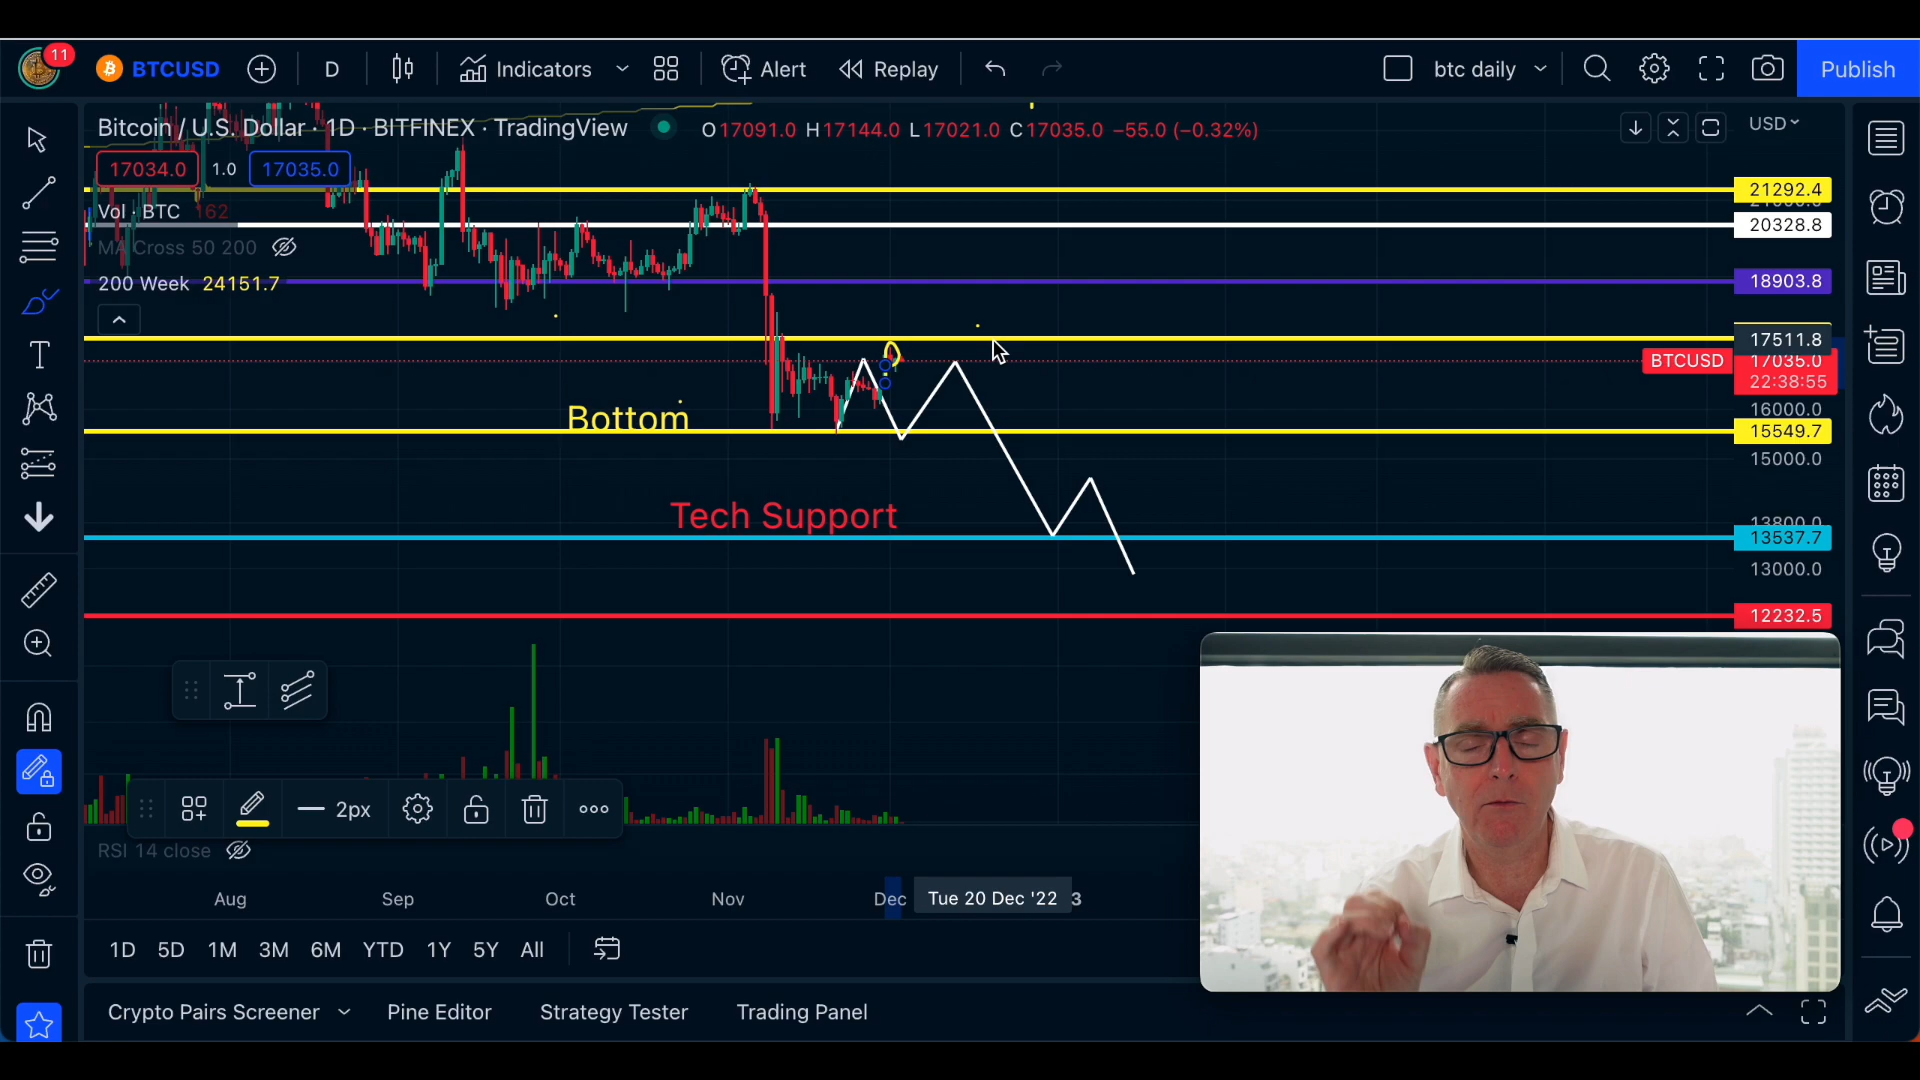 11
BTCUSD
D
Indicators
Alert
Replay
btc daily
Publish
Bitcoin / U.S. Dollar · 1D · BITFINEX · TradingView
O17091.0 H17144.0 L17021.0 C17035.0 −55.0 (−0.32%)
USD
17034.0 1.0 17035.0
21292.4
Vol · BTC 162
20328.8
MA Cross 50 200
200 Week 24151.7
18903.8
17511.8
BTCUSD 17035.0
22:38:55
16000.0
Bottom
15549.7
15000.0
Tech Support
13800.0
13537.7
13000.0
12232.5
2px
RSI 14 close
Aug Sep Oct Nov Dec Tue 20 Dec '22 3
1D 5D 1M 3M 6M YTD 1Y 5Y All
Crypto Pairs Screener Pine Editor Strategy Tester Trading Panel